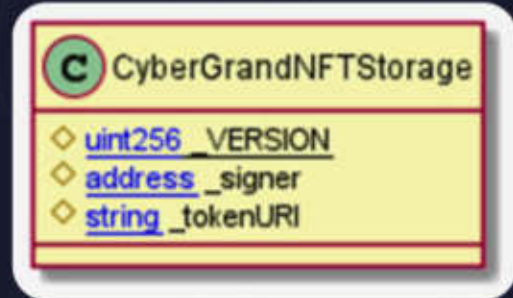 C CyberGrandNFTStorage
uint256 _VERSION
address _signer
string _tokenURI